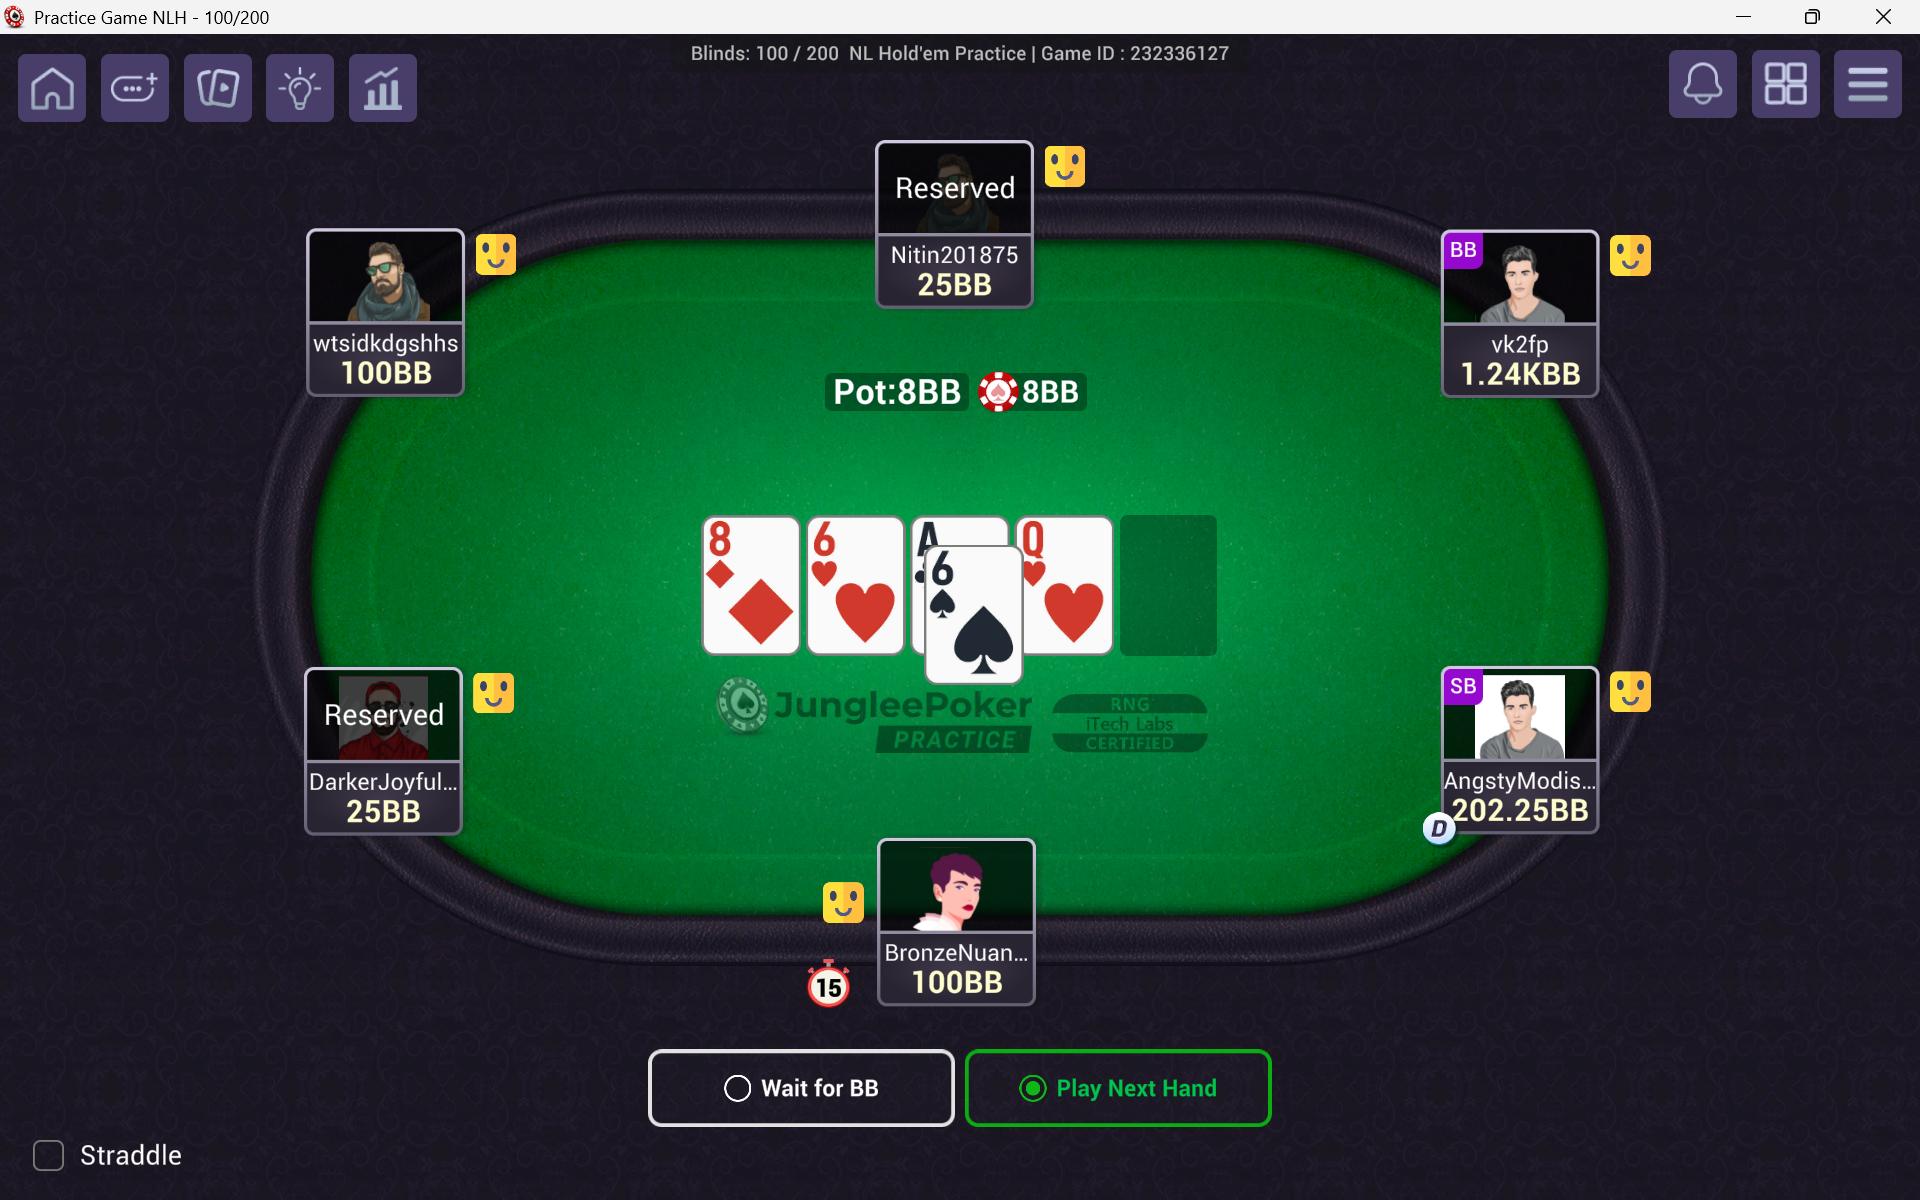 Practice Game NLH - 100/200
Blinds: 100 / 200 NL Hold'em Practice | Game ID : 232336127
Reserved
Nitin201875
25BB
wtsidkdgshhs
100BB
BB
vk2fp
1.24KBB
Pot:8BB 8BB
8 6 A Q
6
JungleePoker
PRACTICE
RNG
iTech Labs
CERTIFIED
Reserved
DarkerJoyful...
25BB
SB
AngstyModis...
202.25BB
D
BronzeNuan...
100BB
15
Wait for BB
Play Next Hand
Straddle